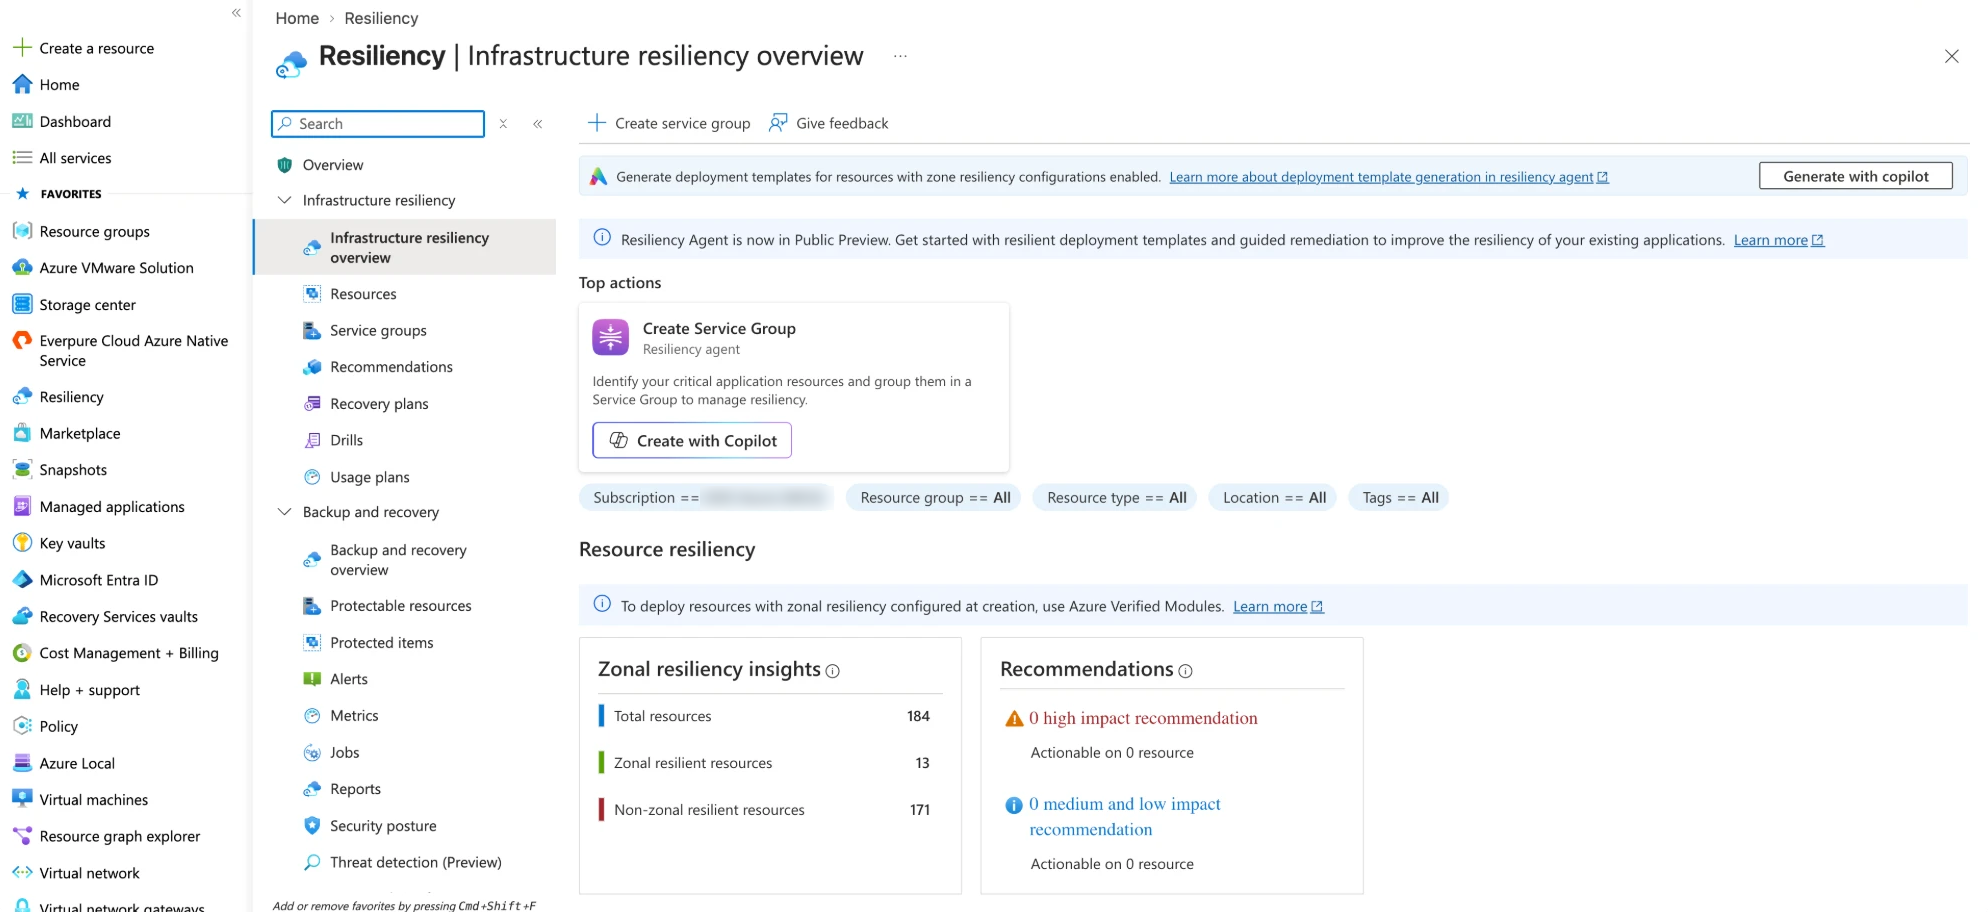 Create a resource
Home
Dashboard
All services
FAVORITES
Resource groups
Azure VMware Solution
Storage center
Everpure Cloud Azure Native
Service
Resiliency
Marketplace
Snapshots
Managed applications
Key vaults
Microsoft Entra ID
Recovery Services vaults
Cost Management + Billing
Help + support
Policy
Azure Local
Virtual machines
Resource graph explorer
Virtual network
Virtual network gateways
Home > Resiliency
Resiliency | Infrastructure resiliency overview ...
Search
Overview
Infrastructure resiliency
Infrastructure resiliency
overview
Resources
Service groups
Recommendations
Recovery plans
Drills
Usage plans
Backup and recovery
Backup and recovery
overview
Protectable resources
Protected items
Alerts
Metrics
Jobs
Reports
Security posture
Threat detection (Preview)
Add or remove favorites by pressing Cmd+Shift+F
Create service group Give feedback
Generate deployment templates for resources with zone resiliency configurations enabled. Learn more about deployment template generation in resiliency agent Generate with copilot
Resiliency Agent is now in Public Preview. Get started with resilient deployment templates and guided remediation to improve the resiliency of your existing applications. Learn more
Top actions
Create Service Group
Resiliency agent
Identify your critical application resources and group them in a
Service Group to manage resiliency.
Create with Copilot
Subscription == Resource group == All Resource type == All Location == All Tags == All
Resource resiliency
To deploy resources with zonal resiliency configured at creation, use Azure Verified Modules. Learn more
Zonal resiliency insights
Total resources 184
Zonal resilient resources 13
Non-zonal resilient resources 171
Recommendations
0 high impact recommendation
Actionable on 0 resource
0 medium and low impact
recommendation
Actionable on 0 resource